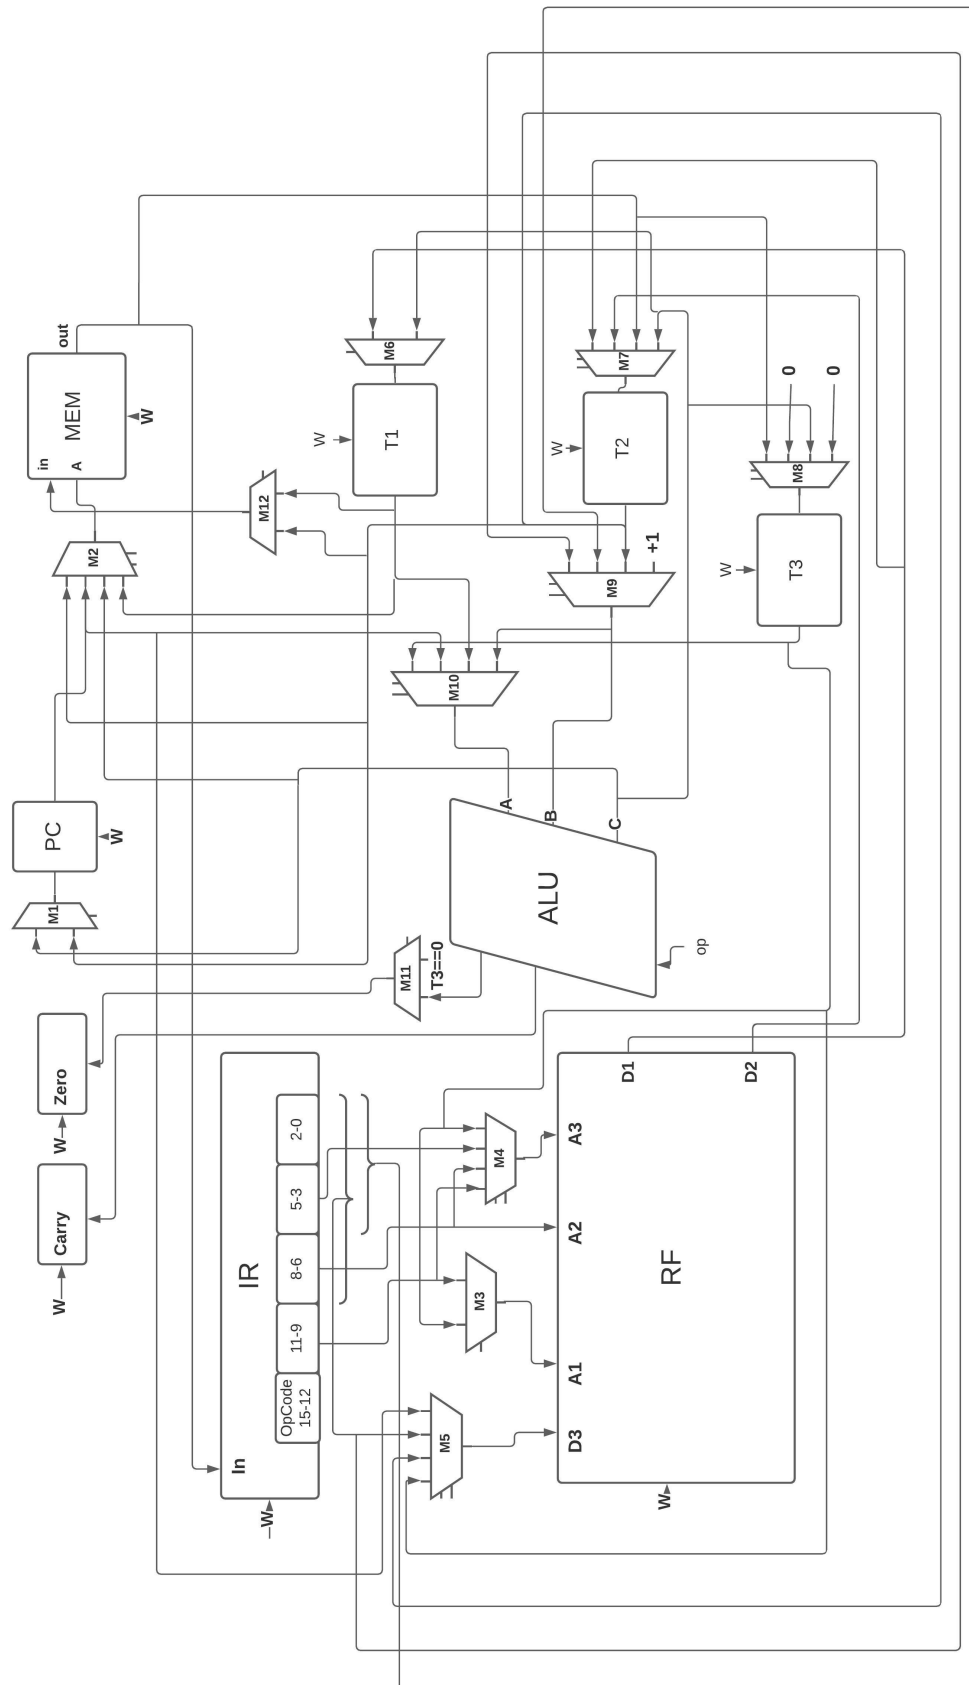 out
MEM
in
A
W
M6
M7
0
0
W
T1
W
T2
M8
M12
M2
+1
W
T3
M9
M10
PC
W
A
B
C
ALU
M1
T3==0
M11
op
Zero
W
D1
D2
2-0
A3
M4
5-3
Carry
W
A2
8-6
IR
RF
M3
11-9
A1
OpCode
15-12
D3
M5
In
W
W